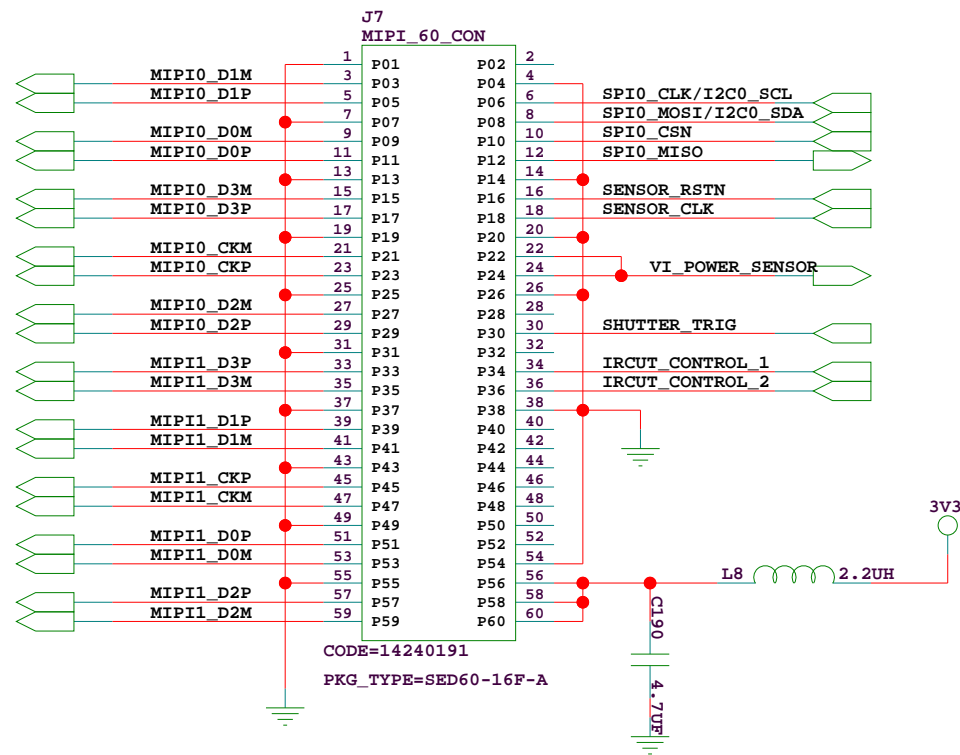 J7
MIPI_60_CON
1 P01 P02 2
MIPI0_D1M 3 P03 P04 4
MIPI0_D1P 5 P05 P06 6 SPI0_CLK/I2C0_SCL
7 P07 P08 8 SPI0_MOSI/I2C0_SDA
MIPI0_D0M 9 P09 P10 10 SPI0_CSN
MIPI0_D0P 11 P11 P12 12 SPI0_MISO
13 P13 P14 14
MIPI0_D3M 15 P15 P16 16 SENSOR_RSTN
MIPI0_D3P 17 P17 P18 18 SENSOR_CLK
19 P19 P20 20
MIPI0_CKM 21 P21 P22 22
MIPI0_CKP 23 P23 P24 24 VI_POWER_SENSOR
25 P25 P26 26
MIPI0_D2M 27 P27 P28 28
MIPI0_D2P 29 P29 P30 30 SHUTTER_TRIG
31 P31 P32 32
MIPI1_D3P 33 P33 P34 34 IRCUT_CONTROL_1
MIPI1_D3M 35 P35 P36 36 IRCUT_CONTROL_2
37 P37 P38 38
MIPI1_D1P 39 P39 P40 40
MIPI1_D1M 41 P41 P42 42
43 P43 P44 44
MIPI1_CKP 45 P45 P46 46
MIPI1_CKM 47 P47 P48 48
49 P49 P50 50
MIPI1_D0P 51 P51 P52 52
MIPI1_D0M 53 P53 P54 54
55 P55 P56 56
MIPI1_D2P 57 P57 P58 58
MIPI1_D2M 59 P59 P60 60
3V3
L8 2.2UH
C190
4.7UF
CODE=14240191
PKG_TYPE=SED60-16F-A